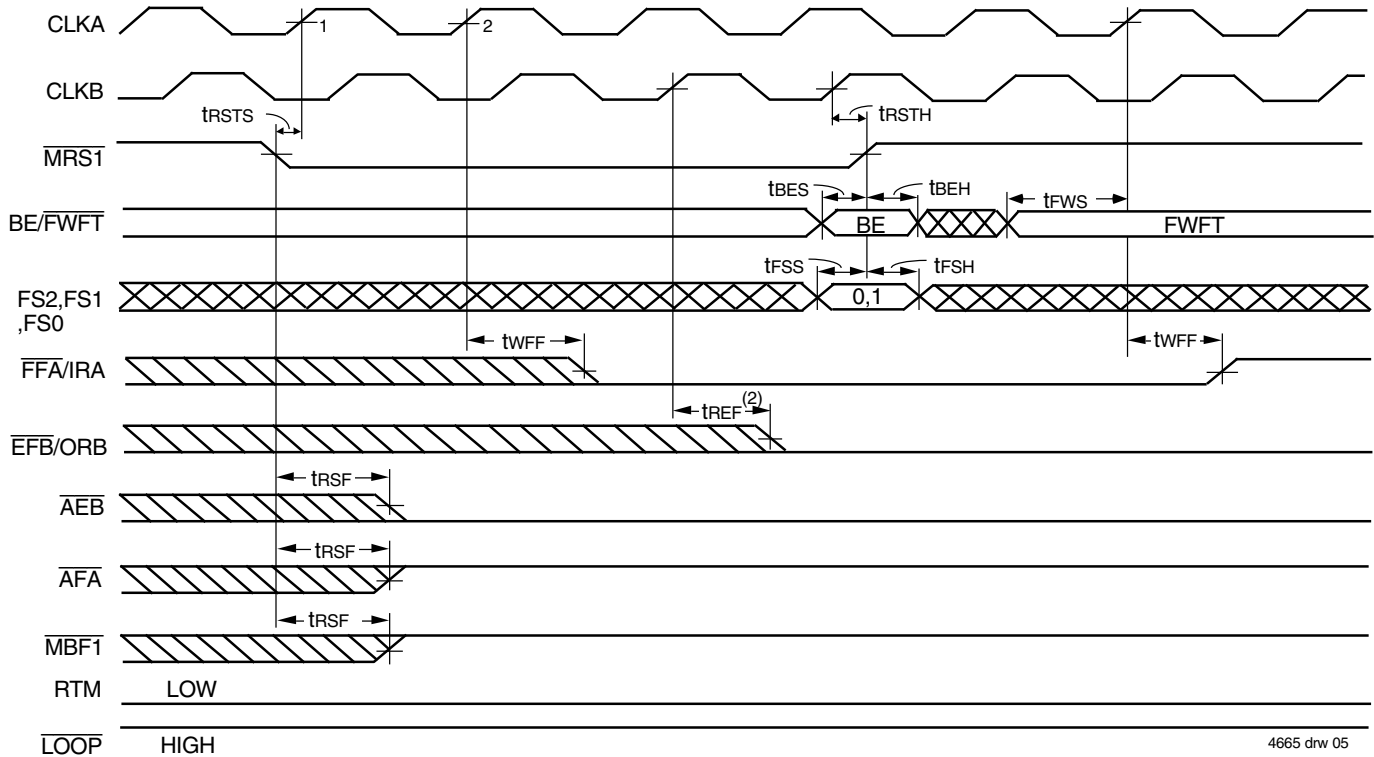 CLKA
1
2
CLKB
tRSTS
tRSTH
MRS1
tBES
tBEH
tFWS
BE/FWFT
BE
FWFT
tFSS
tFSH
FS2,FS1
,FS0
0,1
tWFF
tWFF
FFA/IRA
tREF(2)
EFB/ORB
tRSF
AEB
tRSF
AFA
tRSF
MBF1
RTM LOW
LOOP HIGH
4665 drw 05